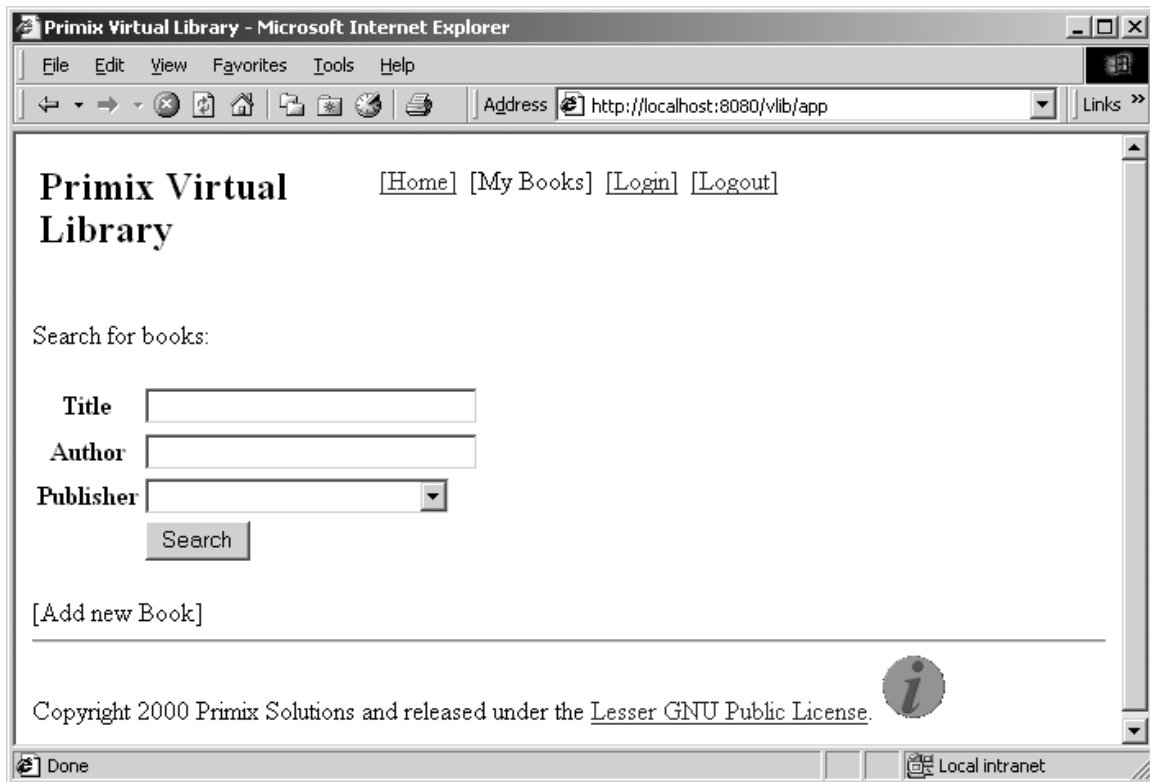 Primix Virtual Library - Microsoft Internet Explorer
File Edit View Favorites Tools Help
Address http://localhost:8080/vlib/app Links »
Primix Virtual
Library
[Home] [My Books] [Login] [Logout]
Search for books:
Title
Author
Publisher
Search
[Add new Book]
Copyright 2000 Primix Solutions and released under the Lesser GNU Public License. i
Done Local intranet